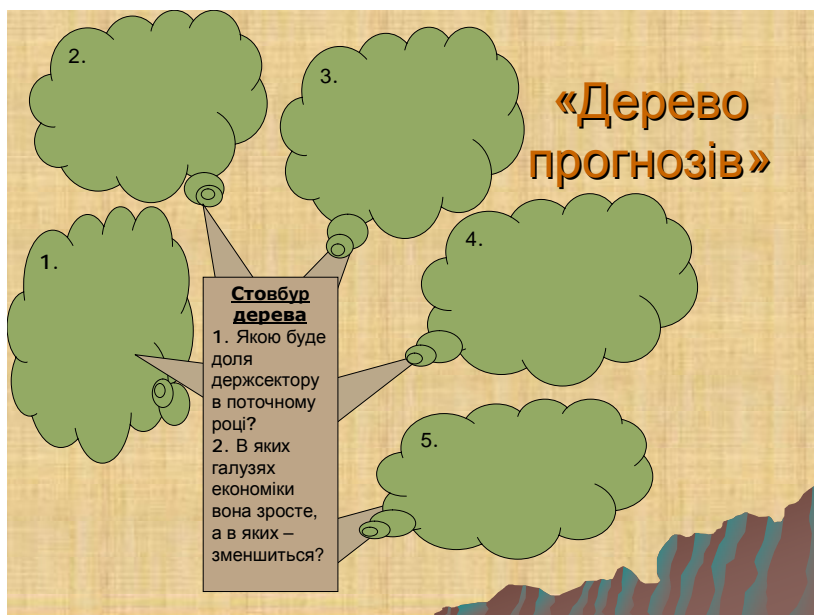 «Дерево
прогнозів»
1.
2.
3.
4.
5.
Стовбур
дерева
1. Якою буде
доля
держсектору
в поточному
році?
2. В яких
галузях
економіки
вона зросте,
а в яких –
зменшиться?